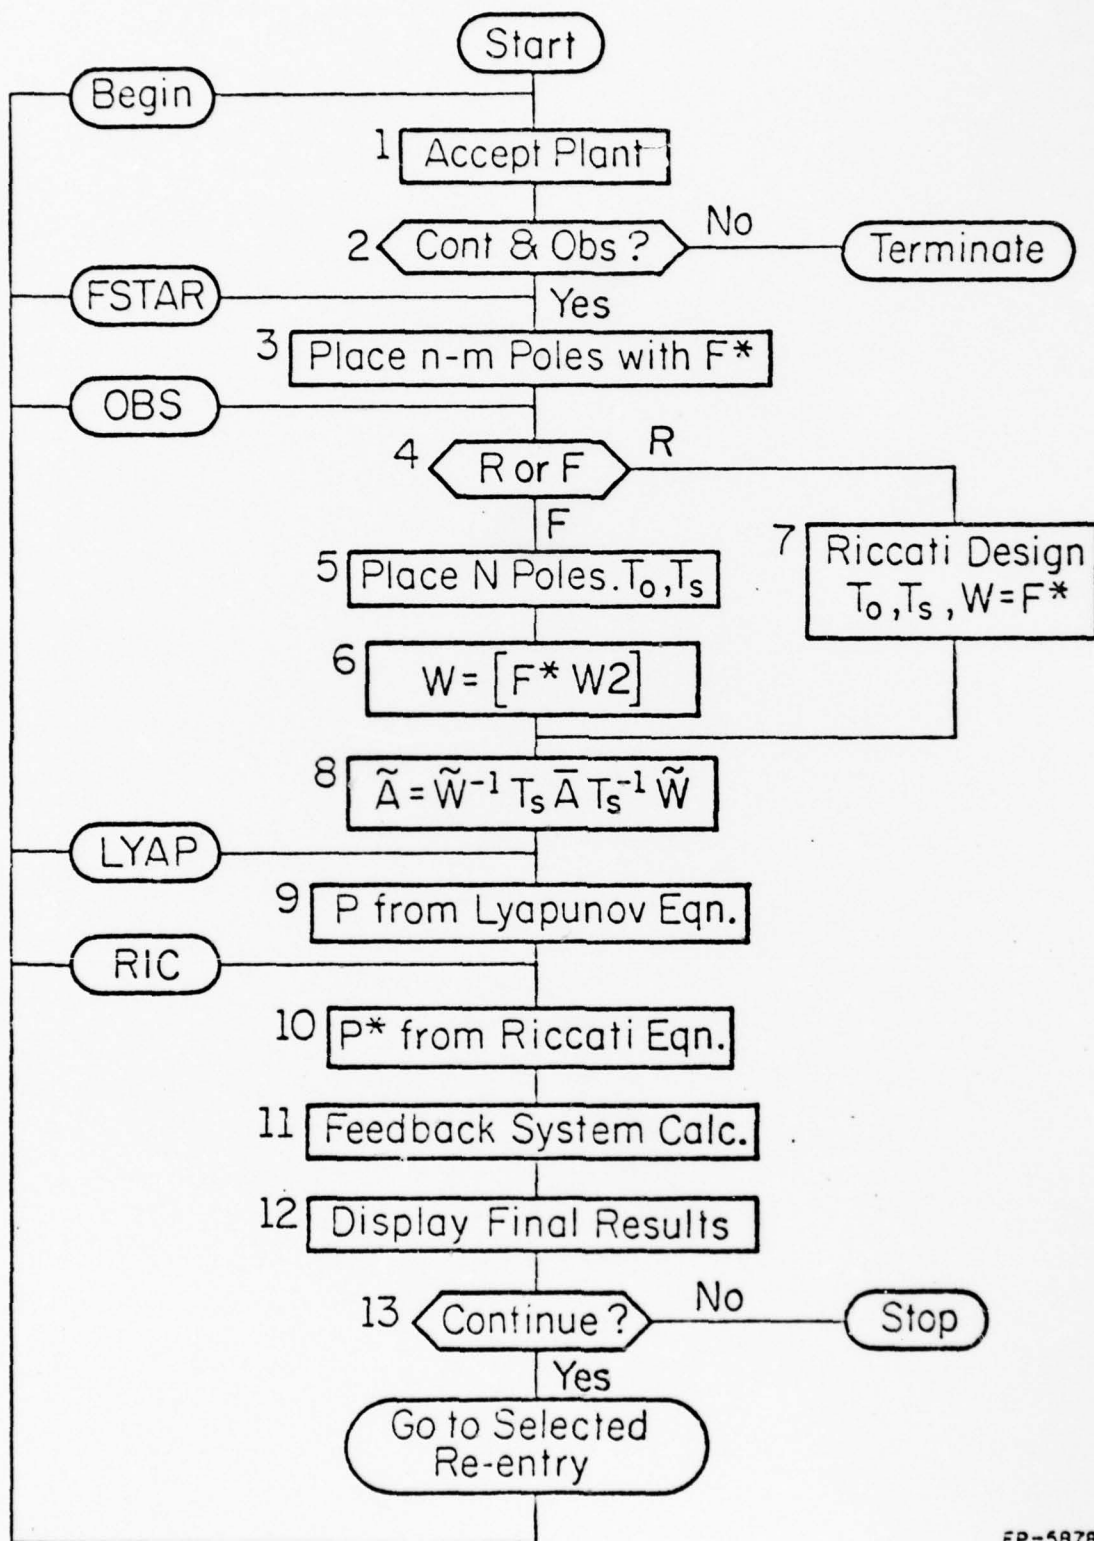 Start
Begin
1 Accept Plant
2 Cont & Obs ?
No
Terminate
FSTAR
Yes
3 Place n-m Poles with F*
OBS
4 R or F
R
F
5 Place N Poles. T₀, Tₛ
7 Riccati Design
T₀, Tₛ, W = F*
6 W = [F* W2]
8 Ã = W̃⁻¹ Tₛ A̅ Tₛ⁻¹ W̃
LYAP
9 P from Lyapunov Eqn.
RIC
10 P* from Riccati Eqn.
11 Feedback System Calc.
12 Display Final Results
13 Continue ?
No
Stop
Yes
Go to Selected
Re-entry